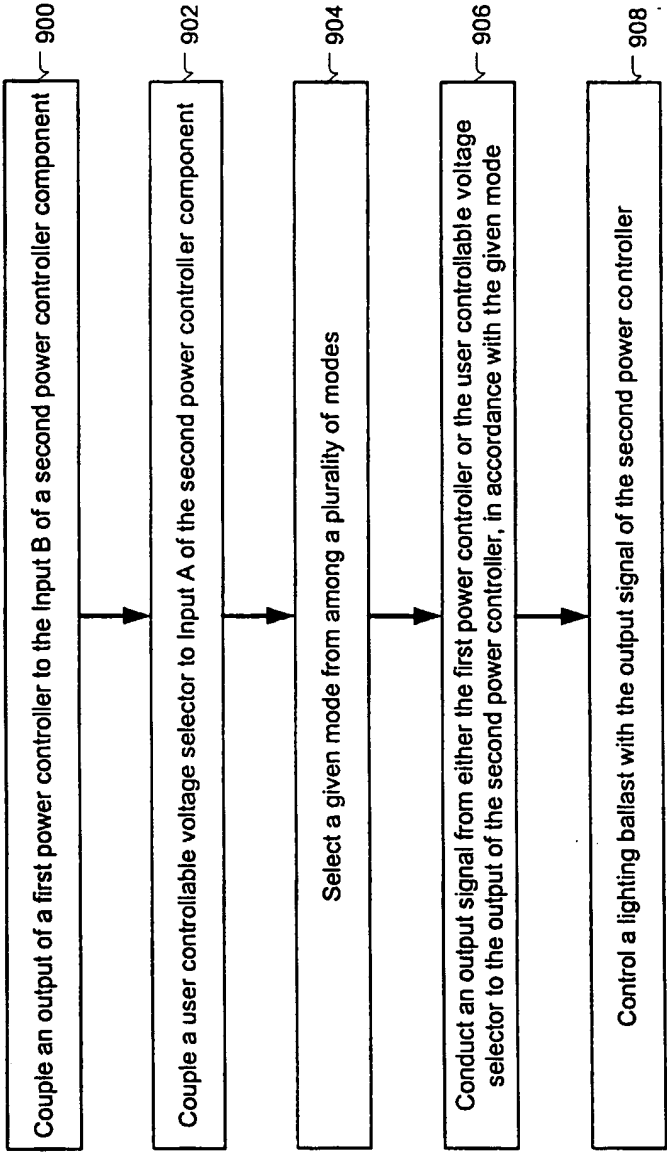 Couple an output of a first power controller to the Input B of a second power controller component
900
Couple a user controllable voltage selector to Input A of the second power controller component
902
Select a given mode from among a plurality of modes
904
Conduct an output signal from either the first power controller or the user controllable voltage
selector to the output of the second power controller, in accordance with the given mode
906
Control a lighting ballast with the output signal of the second power controller
908